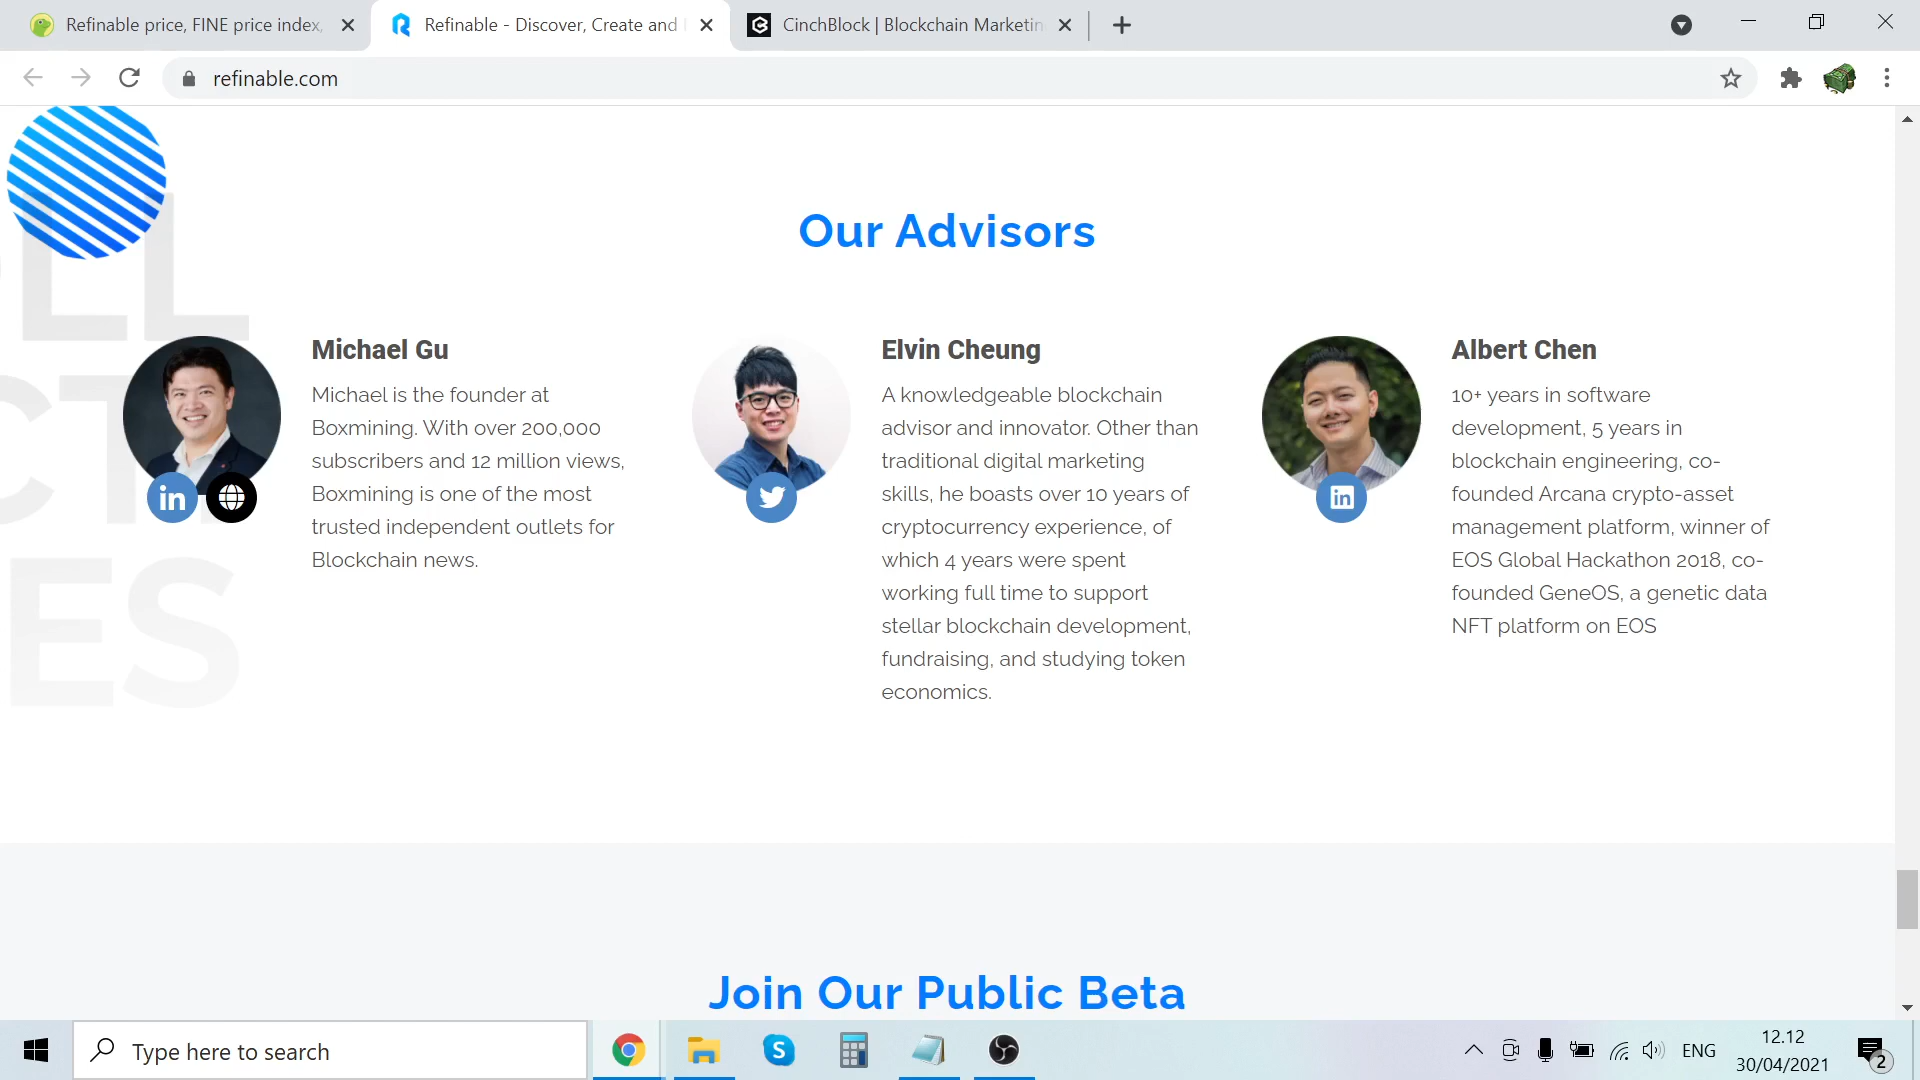 Refinable price, FINE price index,
Refinable - Discover, Create and
CinchBlock | Blockchain Marketin
refinable.com
Our Advisors
Michael Gu
Michael is the founder at
Boxmining. With over 200,000
subscribers and 12 million views,
Boxmining is one of the most
trusted independent outlets for
Blockchain news.
Elvin Cheung
A knowledgeable blockchain
advisor and innovator. Other than
traditional digital marketing
skills, he boasts over 10 years of
cryptocurrency experience, of
which 4 years were spent
working full time to support
stellar blockchain development,
fundraising, and studying token
economics.
Albert Chen
10+ years in software
development, 5 years in
blockchain engineering, co-
founded Arcana crypto-asset
management platform, winner of
EOS Global Hackathon 2018, co-
founded GeneOS, a genetic data
NFT platform on EOS
LL
CT
ES
Join Our Public Beta
Type here to search
ENG
12.12
30/04/2021
2